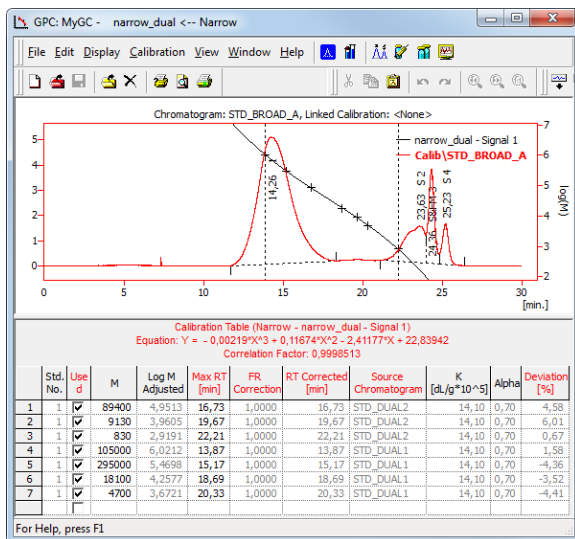 GPC: MyGC - narrow_dual <-- Narrow
File Edit Display Calibration View Window Help
Chromatogram: STD_BROAD_A, Linked Calibration: <None>
narrow_dual - Signal 1
Calib\STD_BROAD_A
5
4
3
2
1
0
14,26 1
23,63 S 2
24,36
25,23 S 4
7
6
5
log(M)
4
3
2
0 5 10 15 20 25 30
[min.]
Calibration Table (Narrow - narrow_dual - Signal 1)
Equation: Y = - 0,00219*X^3 + 0,11674*X^2 - 2,41177*X + 22,83942
Correlation Factor: 0,9998513
Std. No. Used M Log M Adjusted Max RT [min] FR Correction RT Corrected [min] Source Chromatogram K [dL/g*10^5] Alpha Deviation [%]
1 1 89400 4,9513 16,73 1,0000 16,73 STD_DUAL2 14,10 0,70 4,58
2 1 9130 3,9605 19,67 1,0000 19,67 STD_DUAL2 14,10 0,70 6,01
3 1 830 2,9191 22,21 1,0000 22,21 STD_DUAL2 14,10 0,70 0,67
4 1 105000 6,0212 13,87 1,0000 13,87 STD_DUAL1 14,10 0,70 1,58
5 1 295000 5,4698 15,17 1,0000 15,17 STD_DUAL1 14,10 0,70 -4,36
6 1 18100 4,2577 18,69 1,0000 18,69 STD_DUAL1 14,10 0,70 -3,52
7 1 4700 3,6721 20,33 1,0000 20,33 STD_DUAL1 14,10 0,70 -4,41
For Help, press F1